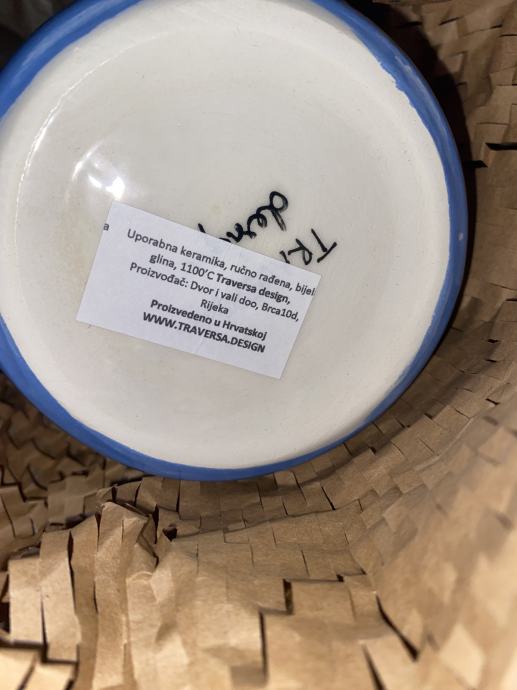 a
Uporabna keramika, ručno rađena, bijel
glina, 1100'C Traversa design,
Proizvođač: Dvor i vali doo, Brca10d,
Rijeka
Proizvedeno u Hrvatskoj
WWW.TRAVERSA.DESIGN